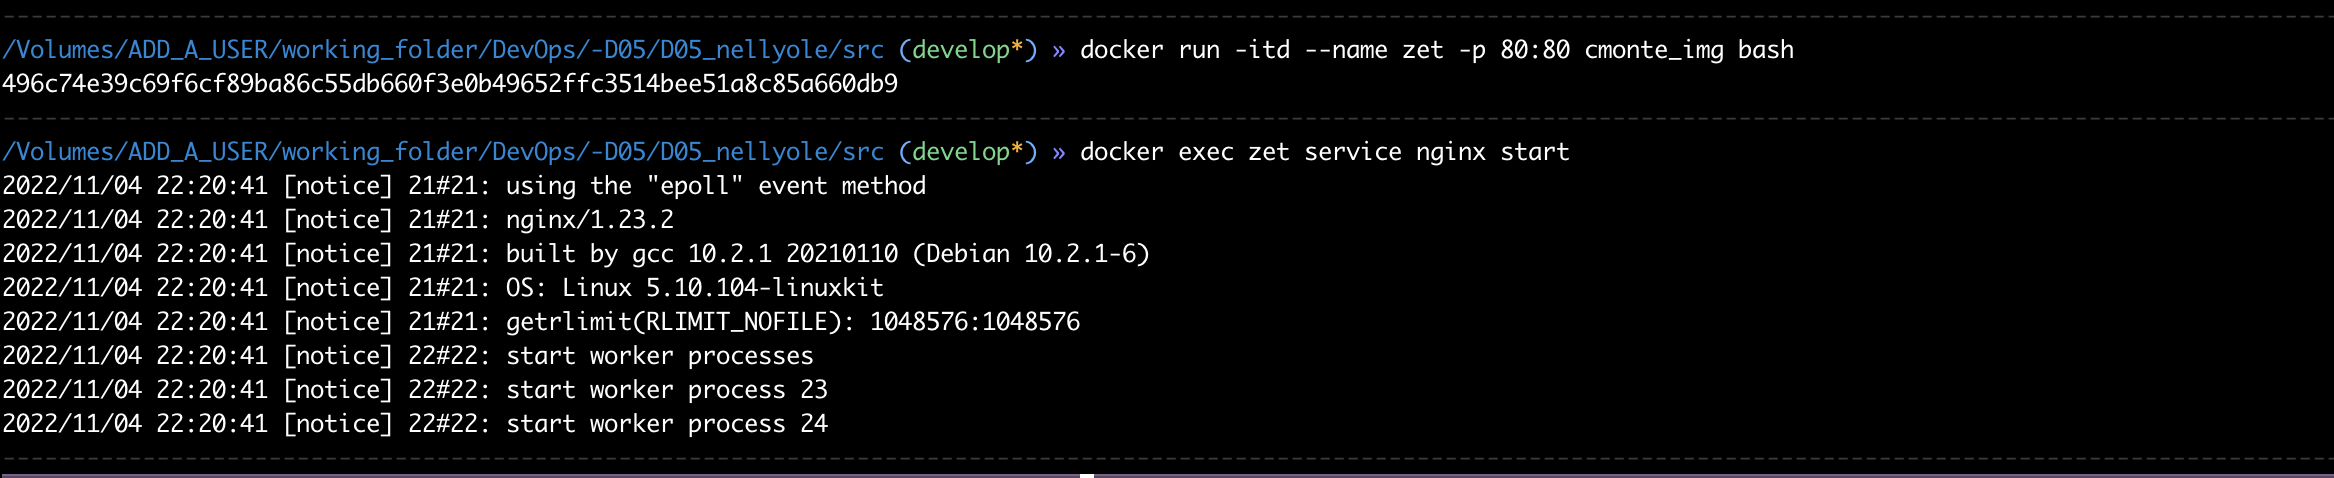 /Volumes/ADD_A_USER/working_folder/DevOps/-D05/D05_nellyole/src (develop*) » docker run -itd --name zet -p 80:80 cmonte_img bash
496c74e39c69f6cf89ba86c55db660f3e0b49652ffc3514bee51a8c85a660db9
/Volumes/ADD_A_USER/working_folder/DevOps/-D05/D05_nellyole/src (develop*) » docker exec zet service nginx start
2022/11/04 22:20:41 [notice] 21#21: using the "epoll" event method
2022/11/04 22:20:41 [notice] 21#21: nginx/1.23.2
2022/11/04 22:20:41 [notice] 21#21: built by gcc 10.2.1 20210110 (Debian 10.2.1-6)
2022/11/04 22:20:41 [notice] 21#21: OS: Linux 5.10.104-linuxkit
2022/11/04 22:20:41 [notice] 21#21: getrlimit(RLIMIT_NOFILE): 1048576:1048576
2022/11/04 22:20:41 [notice] 22#22: start worker processes
2022/11/04 22:20:41 [notice] 22#22: start worker process 23
2022/11/04 22:20:41 [notice] 22#22: start worker process 24